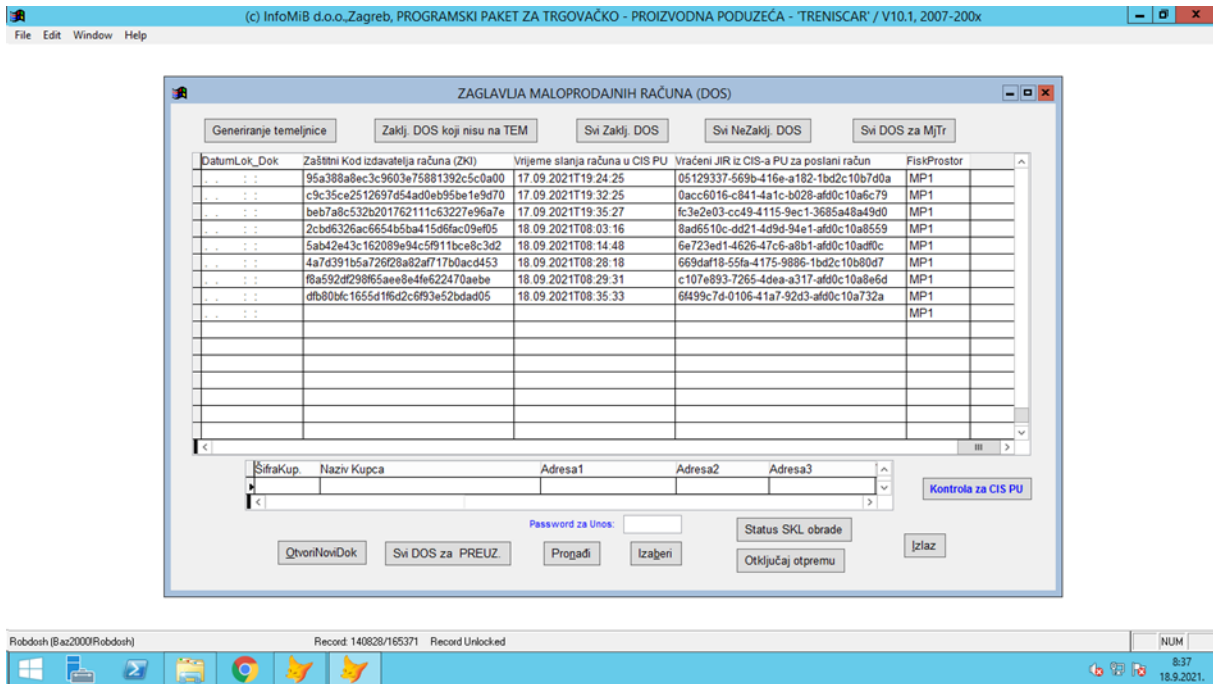 (c) InfoMiB d.o.o.,Zagreb, PROGRAMSKI PAKET ZA TRGOVAČKO - PROIZVODNA PODUZEĆA - 'TRENISCAR' / V10.1, 2007-200x
File Edit Window Help
ZAGLAVLJA MALOPRODAJNIH RAČUNA (DOS)
Generiranje temeljnice Zaklj. DOS koji nisu na TEM Svi Zaklj. DOS Svi NeZaklj. DOS Svi DOS za MjTr
DatumLok_Dok Zaštitni Kod izdavatelja računa (ZKI) Vrijeme slanja računa u CIS PU Vraćeni JIR iz CIS-a PU za poslani račun FiskProstor
. . : : 95a388a8ec3c9603e75881392c5c0a00 17.09.2021T19:24:25 05129337-569b-416e-a182-1bd2c10b7d0a MP1
. . : : c9c35ce2512697d54ad0eb95be1e9d70 17.09.2021T19:32:25 0acc6016-c841-4a1c-b028-afd0c10a6c79 MP1
. . : : beb7a8c532b201762111c63227e96a7e 17.09.2021T19:35:27 fc3e2e03-cc49-4115-9ec1-3685a48a49d0 MP1
. . : : 2cbd6326ac6654b5ba415d6fac09ef05 18.09.2021T08:03:16 8ad6510c-dd21-4d9d-94e1-afd0c10a8559 MP1
. . : : 5ab42e43c162089e94c5f911bce8c3d2 18.09.2021T08:14:48 6e723ed1-4626-47c6-a8b1-afd0c10adf0c MP1
. . : : 4a7d391b5a726f28a82af717b0acd453 18.09.2021T08:28:18 669daf18-55fa-4175-9886-1bd2c10b80d7 MP1
. . : : f8a592df298f65aee8e4fe622470aebe 18.09.2021T08:29:31 c107e893-7265-4dea-a317-afd0c10a8e6d MP1
. . : : dfb80bfc1655d1f6d2c6f93e52bdad05 18.09.2021T08:35:33 6f499c7d-0106-41a7-92d3-afd0c10a732a MP1
. . : : MP1
ŠifraKup. Naziv Kupca Adresa1 Adresa2 Adresa3
Kontrola za CIS PU
Password za Unos:
Status SKL obrade
OtvoriNoviDok Svi DOS za PREUZ. Pronađi Izaberi Izlaz
Otključaj otpremu
Robdosh (Baz2000!Robdosh) Record: 140828/165371 Record Unlocked NUM
8:37
18.9.2021.